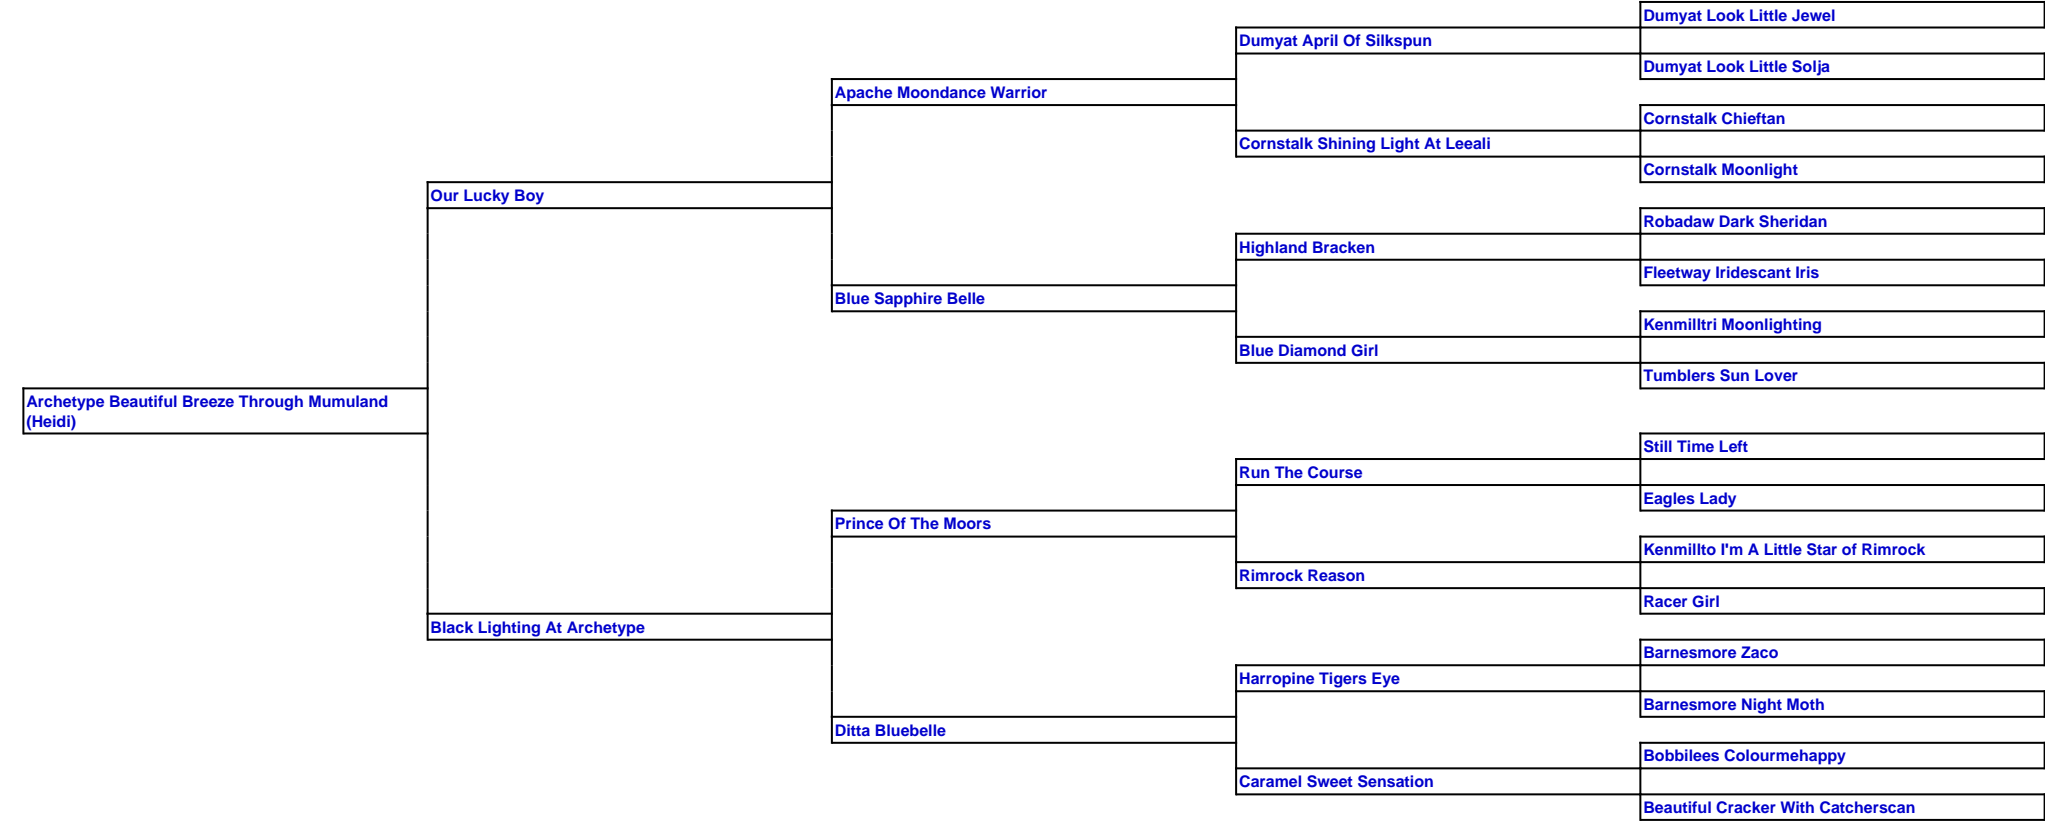 Dumyat Look Little Jewel
Dumyat April Of Silkspun
Dumyat Look Little Solja
Apache Moondance Warrior
Cornstalk Chieftan
Cornstalk Shining Light At Leeali
Cornstalk Moonlight
Our Lucky Boy
Robadaw Dark Sheridan
Highland Bracken
Fleetway Iridescant Iris
Blue Sapphire Belle
Kenmilltri Moonlighting
Blue Diamond Girl
Tumblers Sun Lover
Archetype Beautiful Breeze Through Mumuland
(Heidi)
Still Time Left
Run The Course
Eagles Lady
Prince Of The Moors
Kenmillto I'm A Little Star of Rimrock
Rimrock Reason
Racer Girl
Black Lighting At Archetype
Barnesmore Zaco
Harropine Tigers Eye
Barnesmore Night Moth
Ditta Bluebelle
Bobbilees Colourmehappy
Caramel Sweet Sensation
Beautiful Cracker With Catcherscan